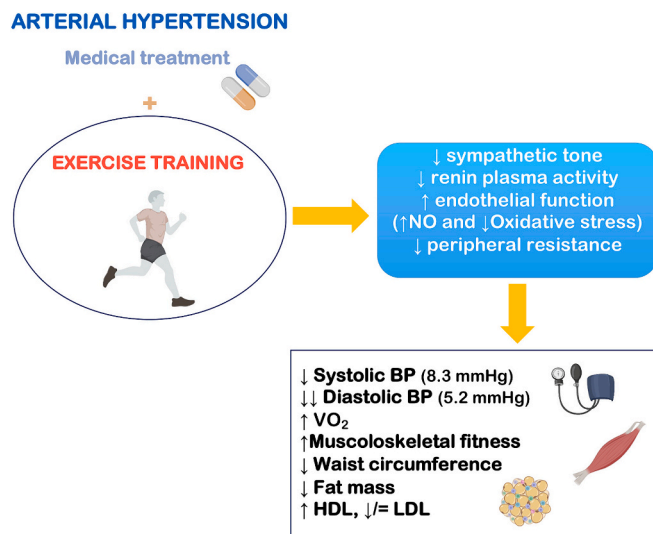 ARTERIAL HYPERTENSION
Medical treatment
+
EXERCISE TRAINING
↓ sympathetic tone
↓ renin plasma activity
↑ endothelial function
(↑NO and ↓Oxidative stress)
↓ peripheral resistance
↓ Systolic BP (8.3 mmHg)
↓↓ Diastolic BP (5.2 mmHg)
↑ VO₂
↑Muscoloskeletal fitness
↓ Waist circumference
↓ Fat mass
↑ HDL, ↓/= LDL